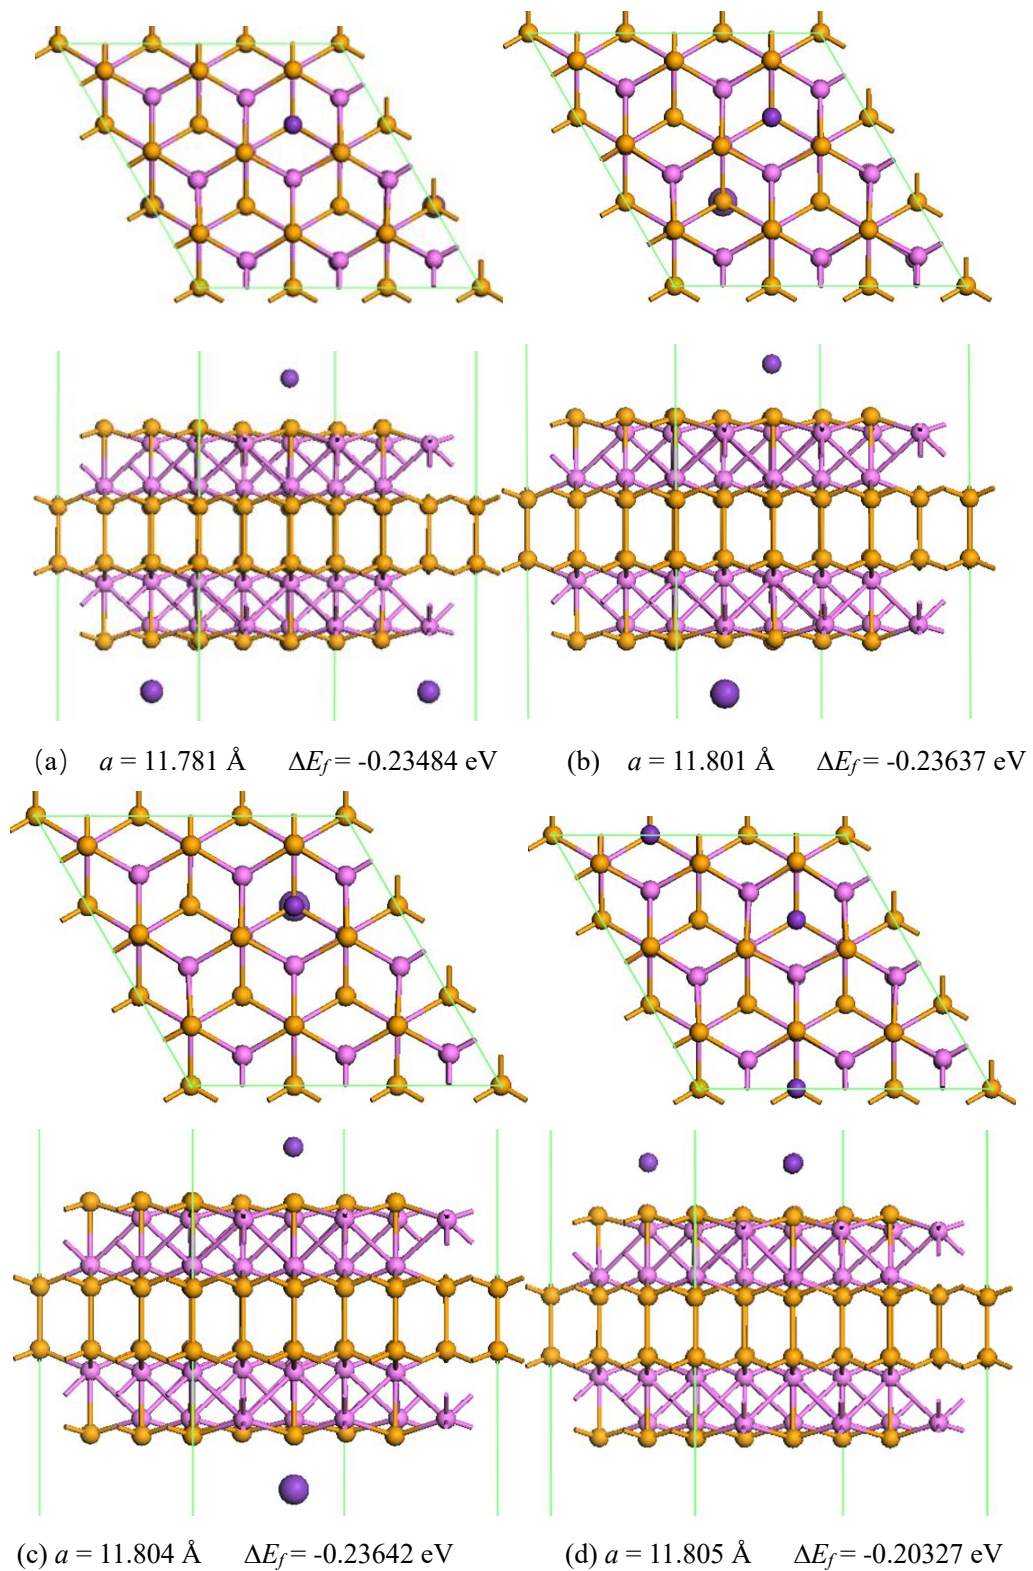 （a） a = 11.781 Å ΔEf = -0.23484 eV
(b) a = 11.801 Å ΔEf = -0.23637 eV
(c) a = 11.804 Å ΔEf = -0.23642 eV
(d) a = 11.805 Å ΔEf = -0.20327 eV